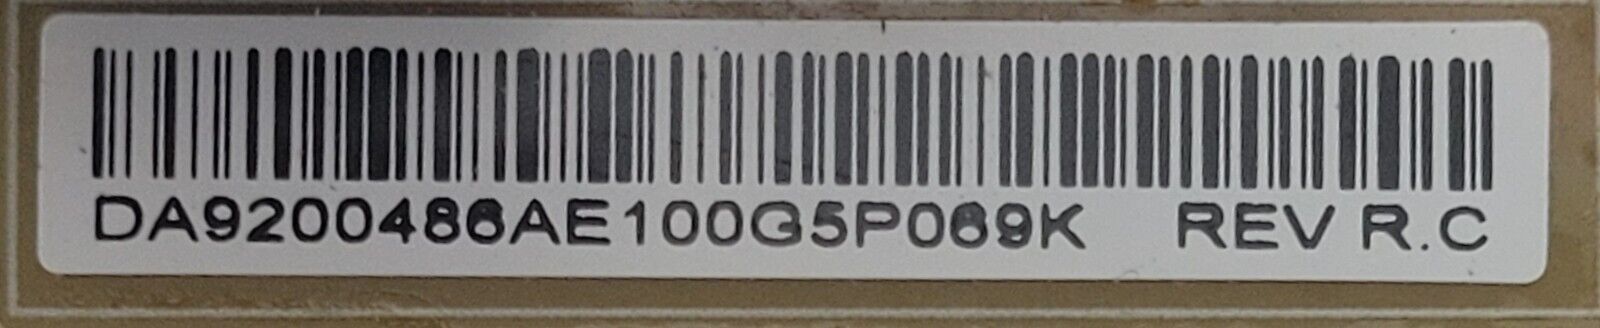 DA9200486AE100G5P069K REV R.C